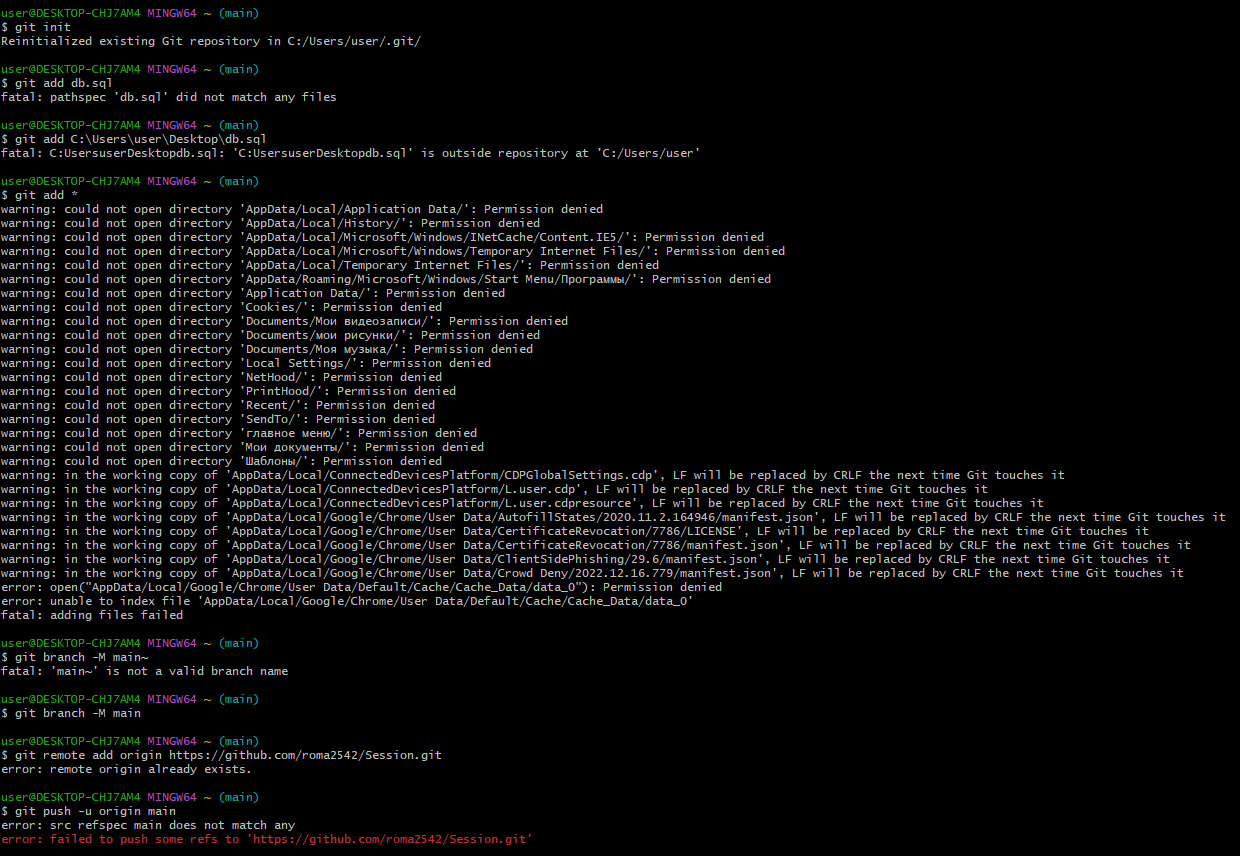 user@DESKTOP-CHJ7AM4 MINGW64 ~ (main)
$ git init
Reinitialized existing Git repository in C:/Users/user/.git/
user@DESKTOP-CHJ7AM4 MINGW64 ~ (main)
$ git add db.sql
fatal: pathspec 'db.sql' did not match any files
user@DESKTOP-CHJ7AM4 MINGW64 ~ (main)
$ git add C:\Users\user\Desktop\db.sql
fatal: C:UsersuserDesktopdb.sql: 'C:UsersuserDesktopdb.sql' is outside repository at 'C:/Users/user'
user@DESKTOP-CHJ7AM4 MINGW64 ~ (main)
$ git add *
warning: could not open directory 'AppData/Local/Application Data/': Permission denied
warning: could not open directory 'AppData/Local/History/': Permission denied
warning: could not open directory 'AppData/Local/Microsoft/Windows/INetCache/Content.IE5/': Permission denied
warning: could not open directory 'AppData/Local/Microsoft/Windows/Temporary Internet Files/': Permission denied
warning: could not open directory 'AppData/Local/Temporary Internet Files/': Permission denied
warning: could not open directory 'AppData/Roaming/Microsoft/Windows/Start Menu/Программы/': Permission denied
warning: could not open directory 'Application Data/': Permission denied
warning: could not open directory 'Cookies/': Permission denied
warning: could not open directory 'Documents/Мои видеозаписи/': Permission denied
warning: could not open directory 'Documents/мои рисунки/': Permission denied
warning: could not open directory 'Documents/Моя музыка/': Permission denied
warning: could not open directory 'Local Settings/': Permission denied
warning: could not open directory 'NetHood/': Permission denied
warning: could not open directory 'PrintHood/': Permission denied
warning: could not open directory 'Recent/': Permission denied
warning: could not open directory 'SendTo/': Permission denied
warning: could not open directory 'главное меню/': Permission denied
warning: could not open directory 'Мои документы/': Permission denied
warning: could not open directory 'Шаблоны/': Permission denied
warning: in the working copy of 'AppData/Local/ConnectedDevicesPlatform/CDPGlobalSettings.cdp', LF will be replaced by CRLF the next time Git touches it
warning: in the working copy of 'AppData/Local/ConnectedDevicesPlatform/L.user.cdp', LF will be replaced by CRLF the next time Git touches it
warning: in the working copy of 'AppData/Local/ConnectedDevicesPlatform/L.user.cdpresource', LF will be replaced by CRLF the next time Git touches it
warning: in the working copy of 'AppData/Local/Google/Chrome/User Data/AutofillStates/2020.11.2.164946/manifest.json', LF will be replaced by CRLF the next time Git touches it
warning: in the working copy of 'AppData/Local/Google/Chrome/User Data/CertificateRevocation/7786/LICENSE', LF will be replaced by CRLF the next time Git touches it
warning: in the working copy of 'AppData/Local/Google/Chrome/User Data/CertificateRevocation/7786/manifest.json', LF will be replaced by CRLF the next time Git touches it
warning: in the working copy of 'AppData/Local/Google/Chrome/User Data/ClientSidePhishing/29.6/manifest.json', LF will be replaced by CRLF the next time Git touches it
warning: in the working copy of 'AppData/Local/Google/Chrome/User Data/Crowd Deny/2022.12.16.779/manifest.json', LF will be replaced by CRLF the next time Git touches it
error: open("AppData/Local/Google/Chrome/User Data/Default/Cache/Cache_Data/data_0"): Permission denied
error: unable to index file 'AppData/Local/Google/Chrome/User Data/Default/Cache/Cache_Data/data_0'
fatal: adding files failed
user@DESKTOP-CHJ7AM4 MINGW64 ~ (main)
$ git branch -M main~
fatal: 'main~' is not a valid branch name
user@DESKTOP-CHJ7AM4 MINGW64 ~ (main)
$ git branch -M main
user@DESKTOP-CHJ7AM4 MINGW64 ~ (main)
$ git remote add origin https://github.com/roma2542/Session.git
error: remote origin already exists.
user@DESKTOP-CHJ7AM4 MINGW64 ~ (main)
$ git push -u origin main
error: src refspec main does not match any
error: failed to push some refs to 'https://github.com/roma2542/Session.git'